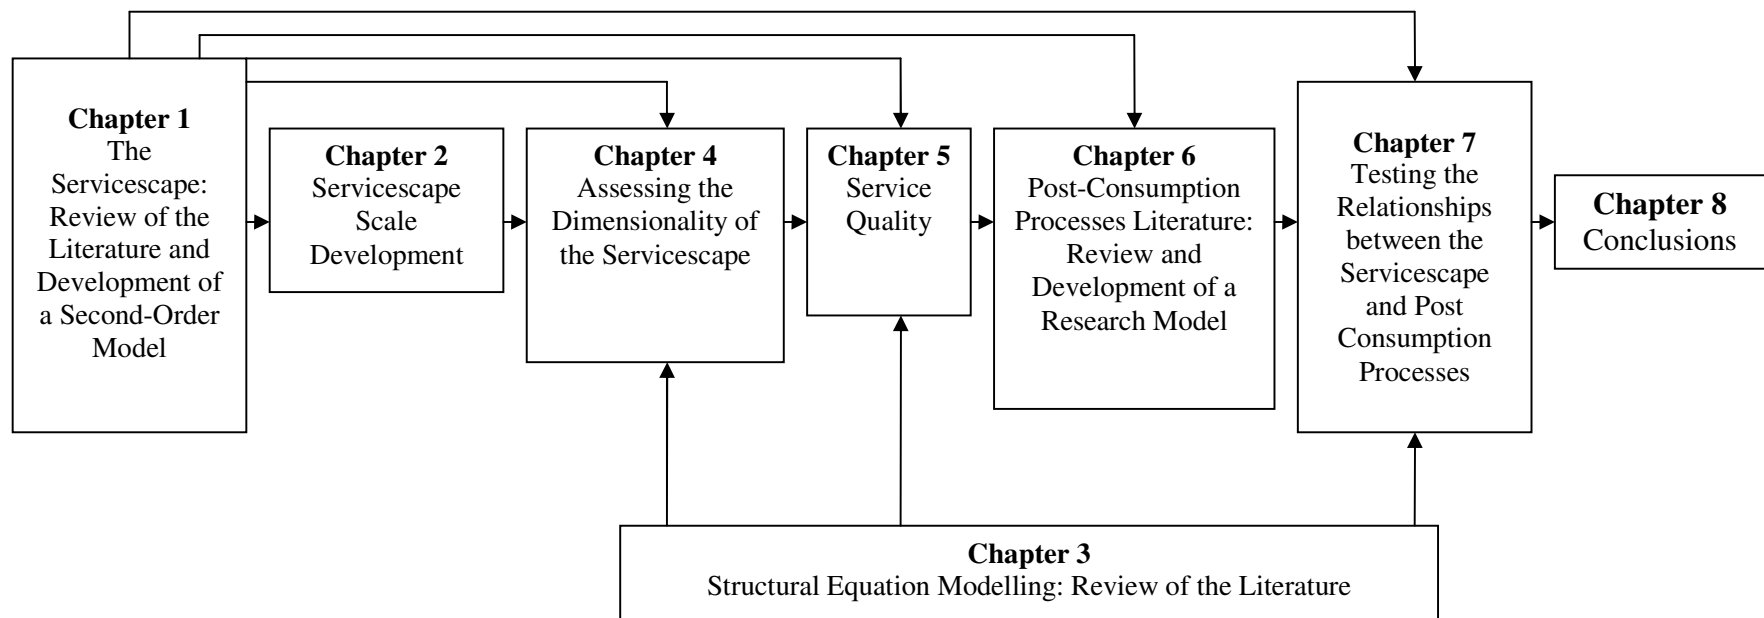 Chapter 1
The
Servicescape:
Review of the
Literature and
Development of
a Second-Order
Model
Chapter 2
Servicescape
Scale
Development
Chapter 4
Assessing the
Dimensionality of
the Servicescape
Chapter 5
Service
Quality
Chapter 6
Post-Consumption
Processes Literature:
Review and
Development of a
Research Model
Chapter 7
Testing the
Relationships
between the
Servicescape
and Post
Consumption
Processes
Chapter 8
Conclusions
Chapter 3
Structural Equation Modelling: Review of the Literature